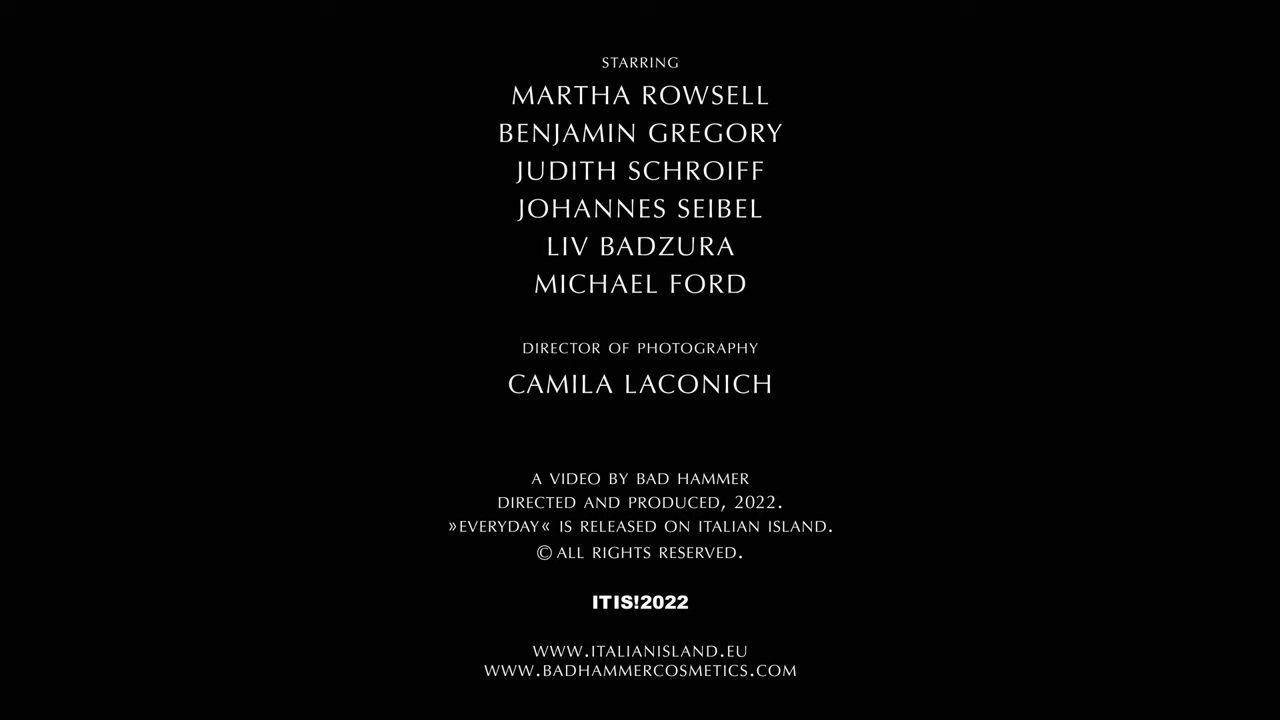 STARRING
MARTHA ROWSELL
BENJAMIN GREGORY
JUDITH SCHROIFF
JOHANNES SEIBEL
LIV BADZURA
MICHAEL FORD
DIRECTOR OF PHOTOGRAPHY
CAMILA LACONICH
A VIDEO BY BAD HAMMER
DIRECTED AND PRODUCED, 2022.
»EVERYDAY« IS RELEASED ON ITALIAN ISLAND.
© ALL RIGHTS RESERVED.
ITIS!2022
WWW.ITALIANISLAND.EU
WWW.BADHAMMERCOSMETICS.COM